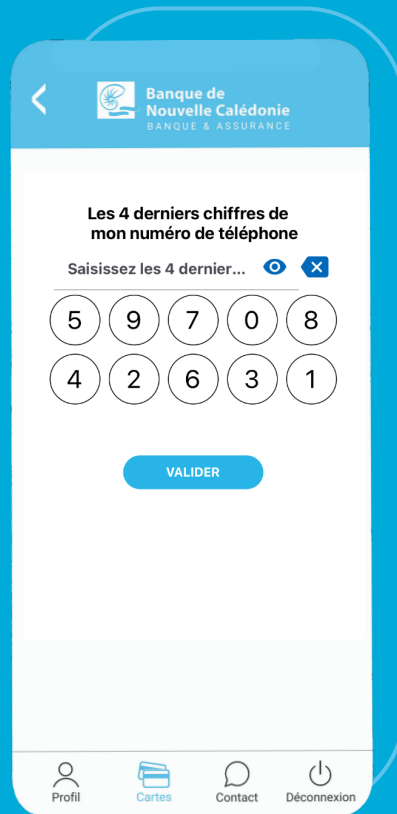 Banque de
Nouvelle Calédonie
BANQUE & ASSURANCE
Les 4 derniers chiffres de
mon numéro de téléphone
Saisissez les 4 dernier...
5 9 7 0 8
4 2 6 3 1
VALIDER
Profil Cartes Contact Déconnexion